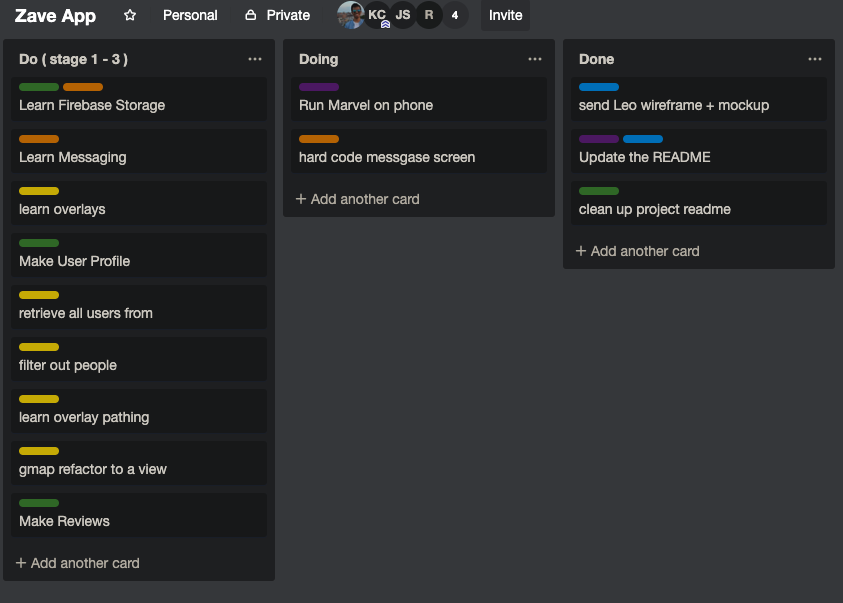 Zave App
Personal
Private
KC
JS
R
4
Invite
Do ( stage 1 - 3 )
Learn Firebase Storage
Learn Messaging
learn overlays
Make User Profile
retrieve all users from
filter out people
learn overlay pathing
gmap refactor to a view
Make Reviews
+ Add another card
Doing
Run Marvel on phone
hard code messgase screen
+ Add another card
Done
send Leo wireframe + mockup
Update the README
clean up project readme
+ Add another card